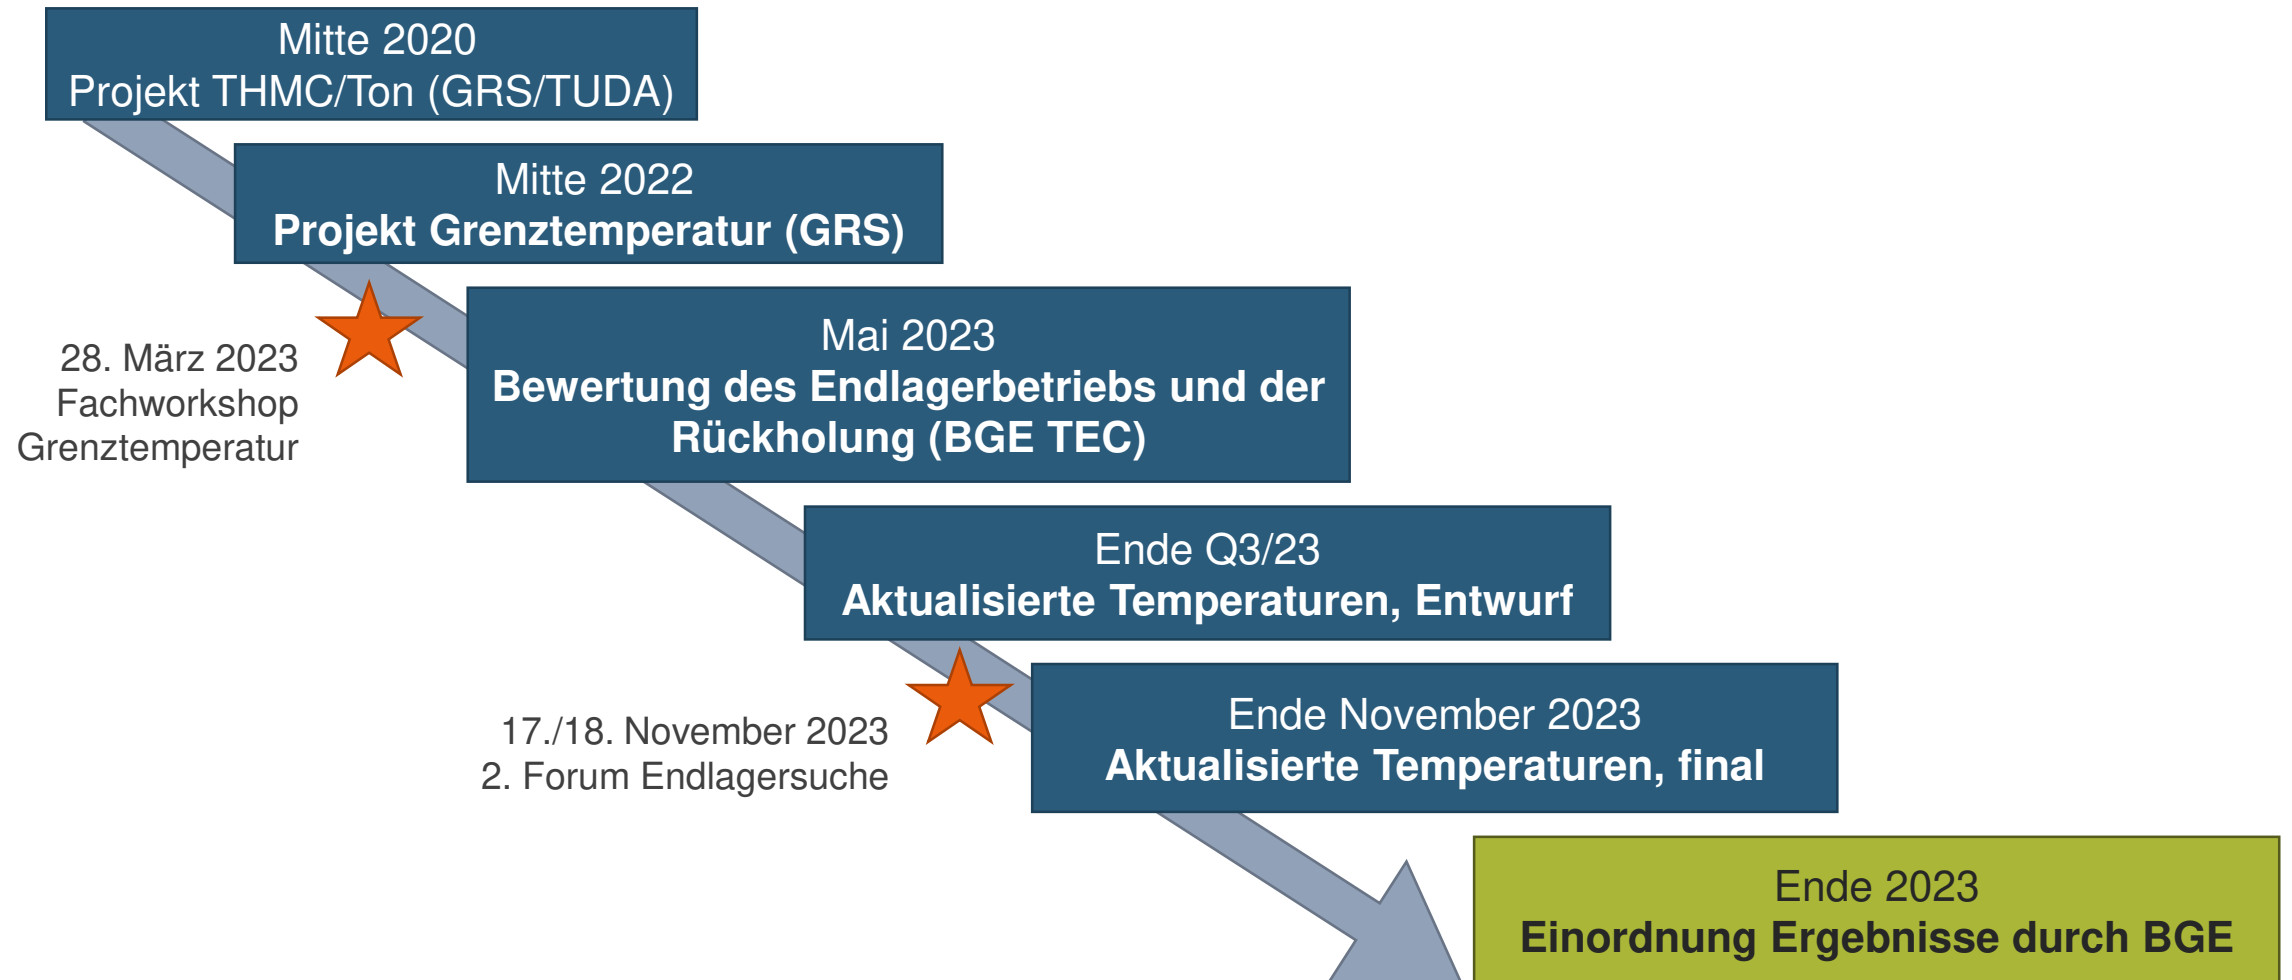 Mitte 2020
Projekt THMC/Ton (GRS/TUDA)
Mitte 2022
Projekt Grenztemperatur (GRS)
28. März 2023
Fachworkshop
Grenztemperatur
Mai 2023
Bewertung des Endlagerbetriebs und der
Rückholung (BGE TEC)
Ende Q3/23
Aktualisierte Temperaturen, Entwurf
17./18. November 2023
2. Forum Endlagersuche
Ende November 2023
Aktualisierte Temperaturen, final
Ende 2023
Einordnung Ergebnisse durch BGE